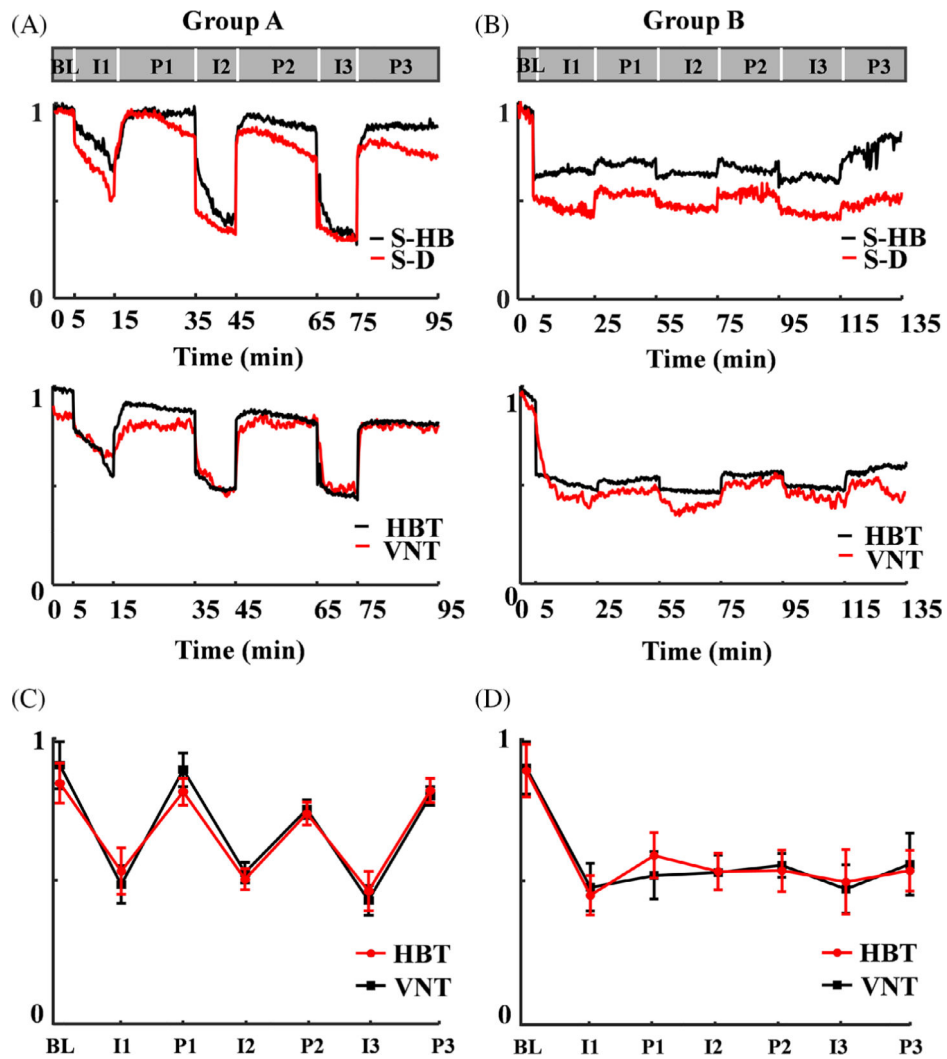 (A) Group A
BL I1 P1 I2 P2 I3 P3
1
S-HB
S-D
0
0 5 15 35 45 65 75 95
Time (min)
1
HBT
VNT
0
0 5 15 35 45 65 75 95
Time (min)
(B) Group B
BL I1 P1 I2 P2 I3 P3
1
S-HB
S-D
0
0 5 25 55 75 95 115 135
Time (min)
1
HBT
VNT
0
0 5 25 55 75 95 115 135
Time (min)
(C)
1
HBT
VNT
0
BL I1 P1 I2 P2 I3 P3
(D)
1
HBT
VNT
0
BL I1 P1 I2 P2 I3 P3